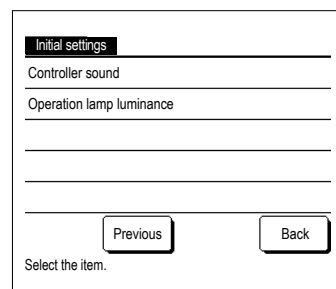 Initial settings
Controller sound
Operation lamp luminance
Previous
Back
Select the item.